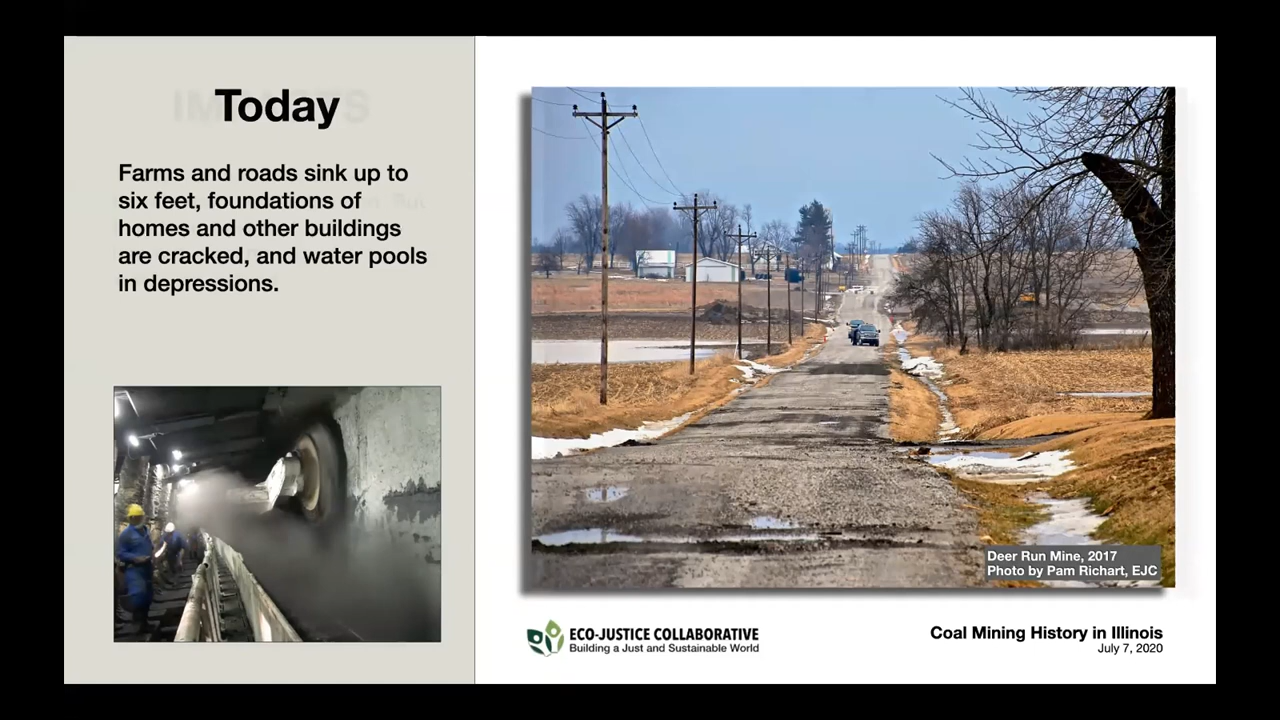 Today
Farms and roads sink up to
six feet, foundations of
homes and other buildings
are cracked, and water pools
in depressions.
Deer Run Mine, 2017
Photo by Pam Richart, EJC
ECO-JUSTICE COLLABORATIVE
Building a Just and Sustainable World
Coal Mining History in Illinois
July 7, 2020